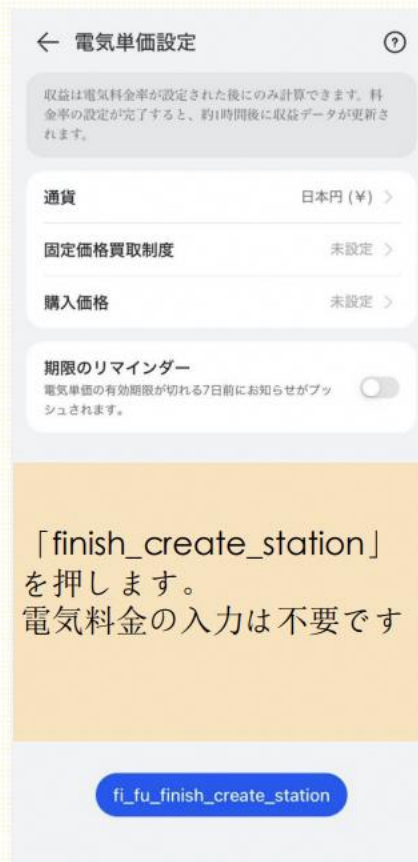 ← 電気単価設定 ?
収益は電気料金率が設定された後にのみ計算できます。料
金率の設定が完了すると、約1時間後に収益データが更新さ
れます。
通貨 日本円 (¥) >
固定価格買取制度 未設定 >
購入価格 未設定 >
期限のリマインダー
電気単価の有効期限が切れる7日前にお知らせがプッ
シュされます。
「finish_create_station」
を押します。
電気料金の入力は不要です
fi_fu_finish_create_station